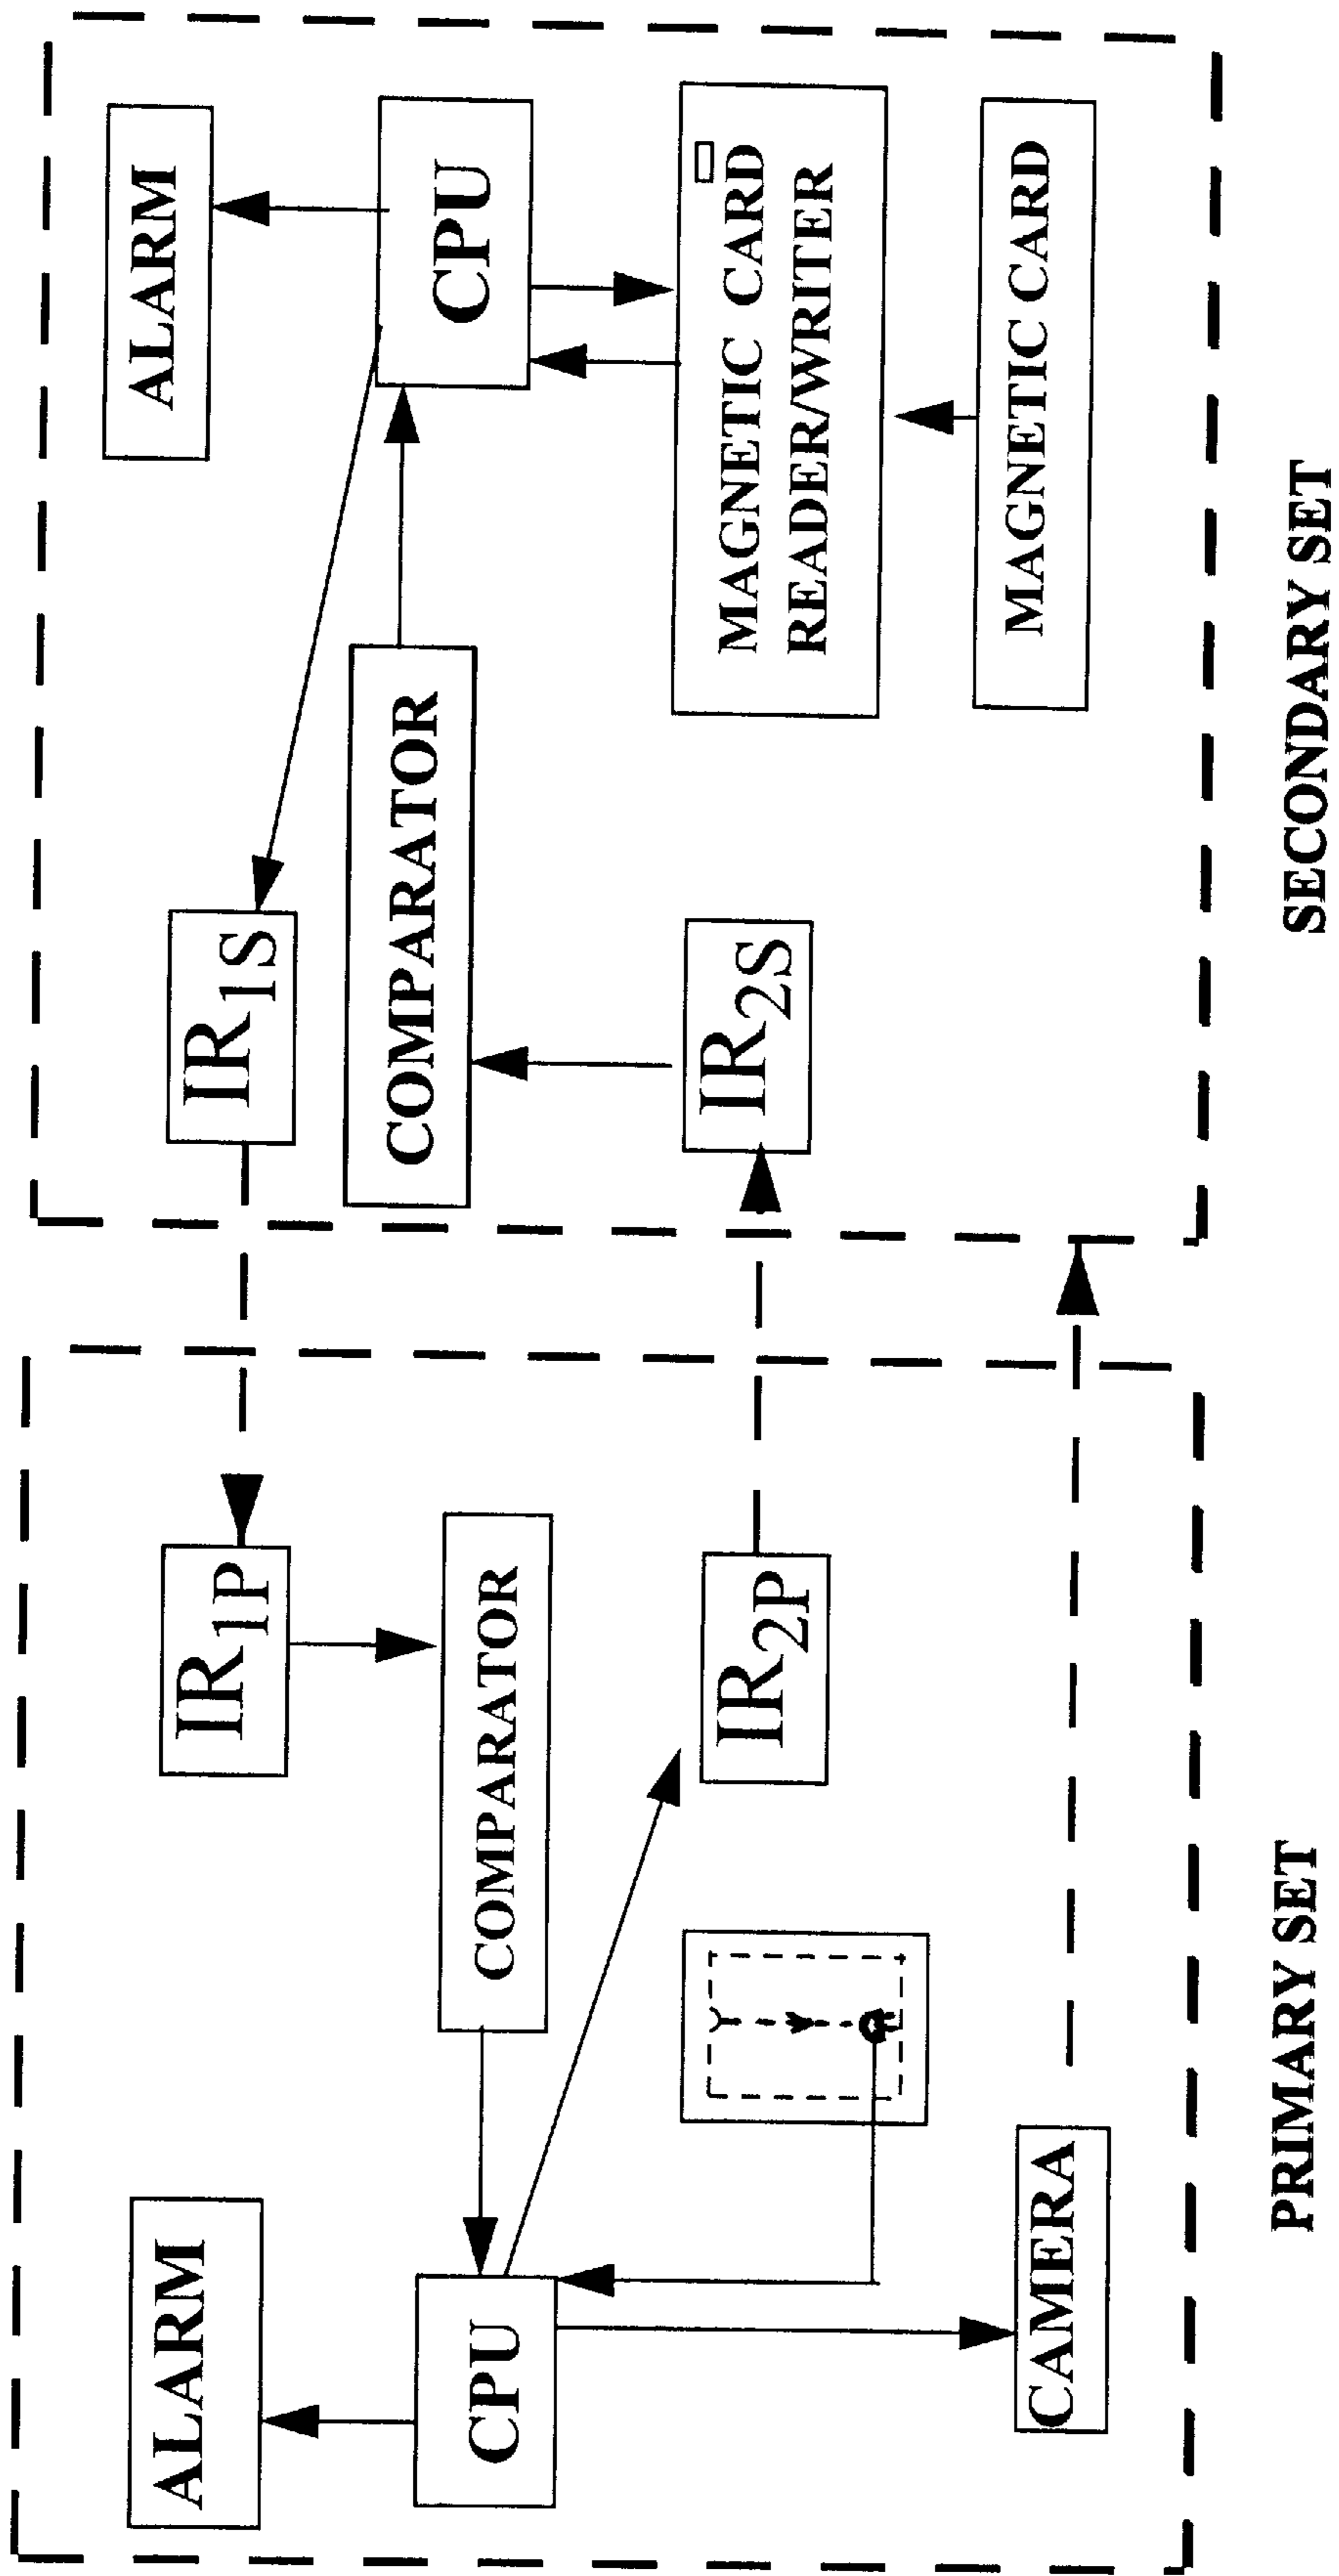 ALARM
CPU
COMPARATOR
IR1P
IR2P
CAMERA
PRIMARY SET
IR1S
COMPARATOR
IR2S
ALARM
CPU
MAGNETIC CARD
READER/WRITER
MAGNETIC CARD
SECONDARY SET